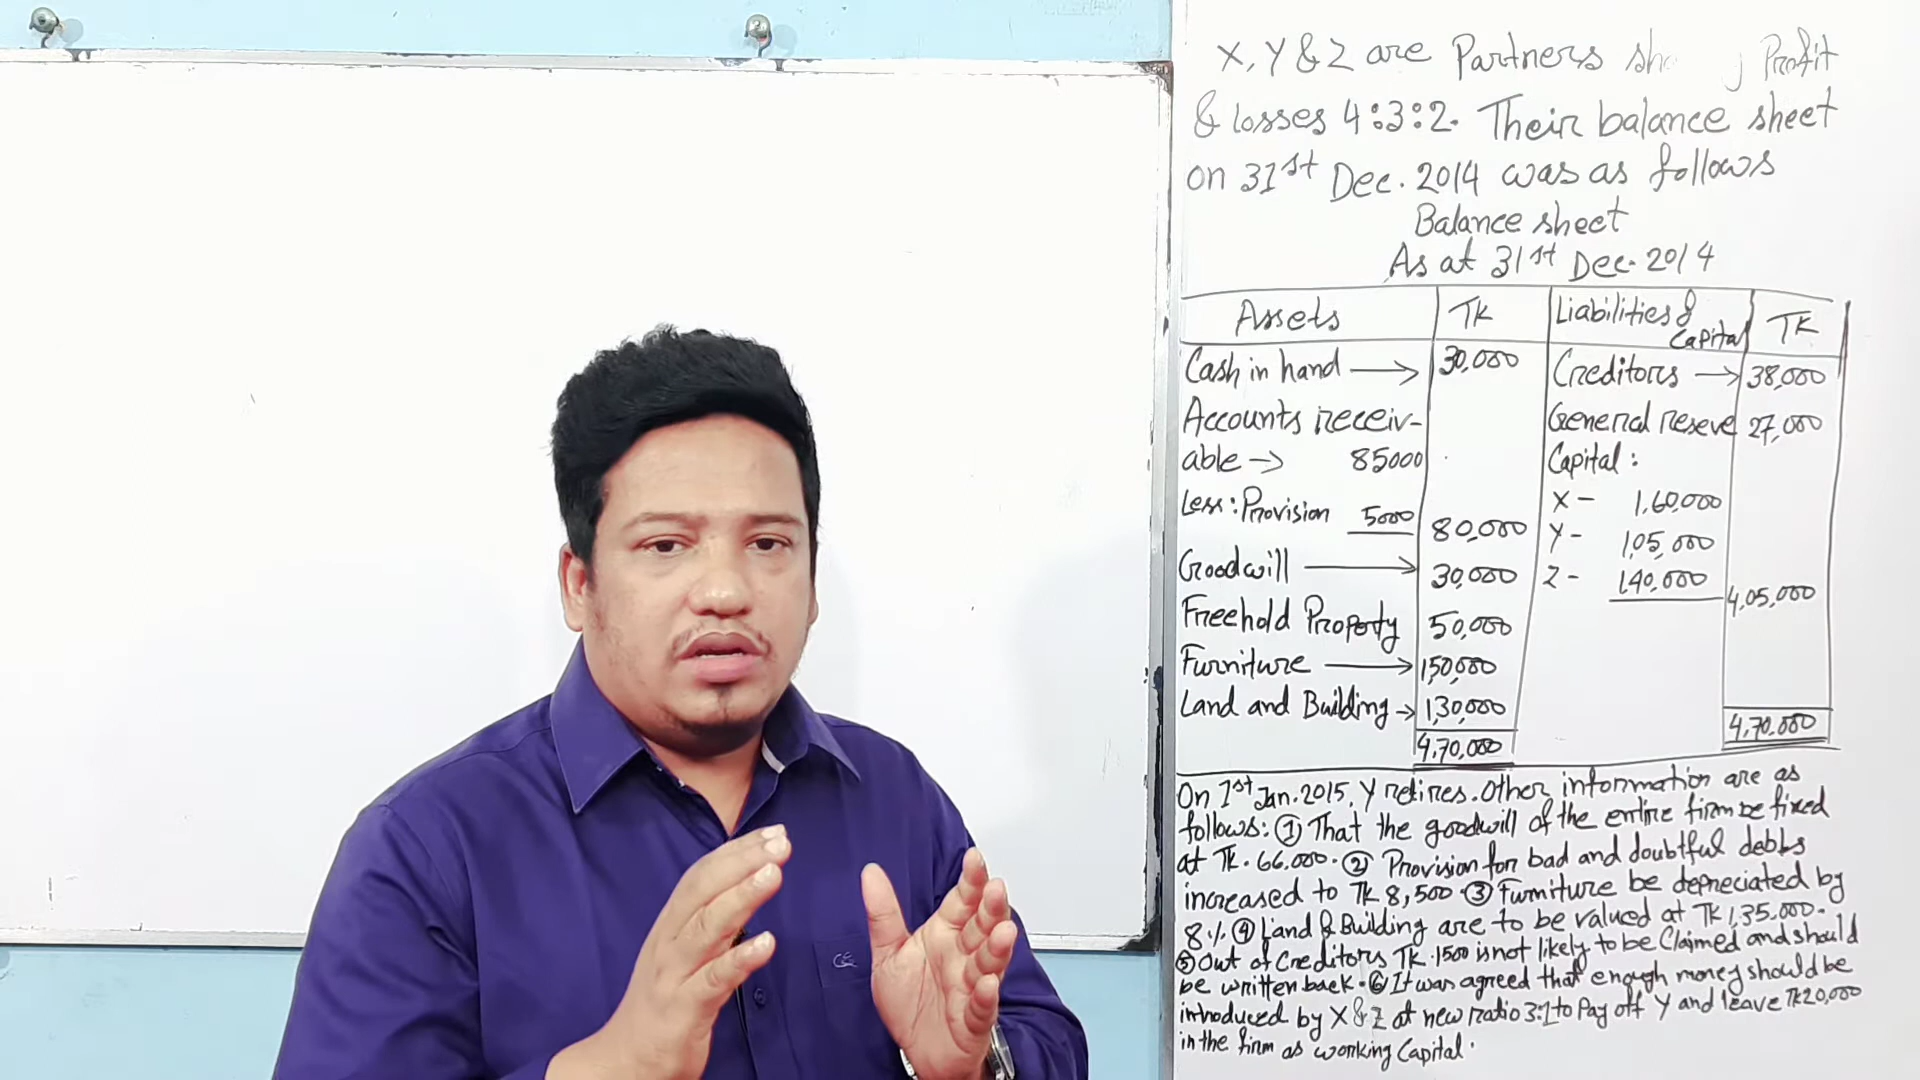 X, Y & Z are Partners Profit
& losses 4:3:2. Their balance sheet
on 31st Dec. 2014 was as follows
Balance sheet
As at 31st Dec. 2014
Assets TK Liabilities & Capital TK
Cash in hand → 30,000 Creditors → 38,000
Accounts receiv- General reseve 27,000
able → 85000 Capital:
X - 1,60,000
Less: Provision 5000 80,000 Y - 1,05,000
Goodwill → 30,000 Z - 1,40,000 4,05,000
Freehold Property 50,000
Furniture → 1,50,000
Land and Building → 1,30,000 4,70,000
4,70,000
On 1st Jan. 2015, Y retires. Other information are as
follows: ① That the goodwill of the entire firm be fixed
at TK. 66.000. ② Provision for bad and doubtful debts
increased to TK 8,500. ③ Furniture be depreciated by
8% ④ Land & Building are to be valued at TK 1,35.000.
⑤ Out of Creditors TK.1500 is not likely to be Claimed and should
be written back. ⑥ It was agreed that enough money should be
introduced by X & Z at new ratio 3:1 to Pay off Y and leave TK 20,000
in the firm as working Capital.